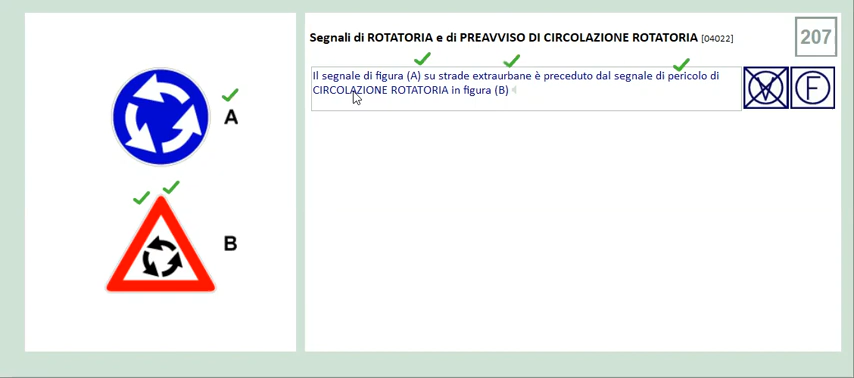 Segnali di ROTATORIA e di PREAVVISO DI CIRCOLAZIONE ROTATORIA [04022]
207
Il segnale di figura (A) su strade extraurbane è preceduto dal segnale di pericolo di
CIRCOLAZIONE ROTATORIA in figura (B)
V
F
A
B